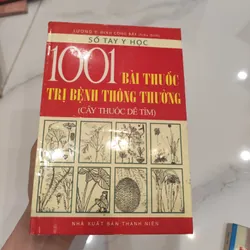 SỔ TAY Y HỌC
1001 BÀI THUỐC
TRỊ BỆNH THÔNG THƯỜNG
(CÂY THUỐC DỄ TÌM)
NHÀ XUẤT BẢN THANH NIÊN